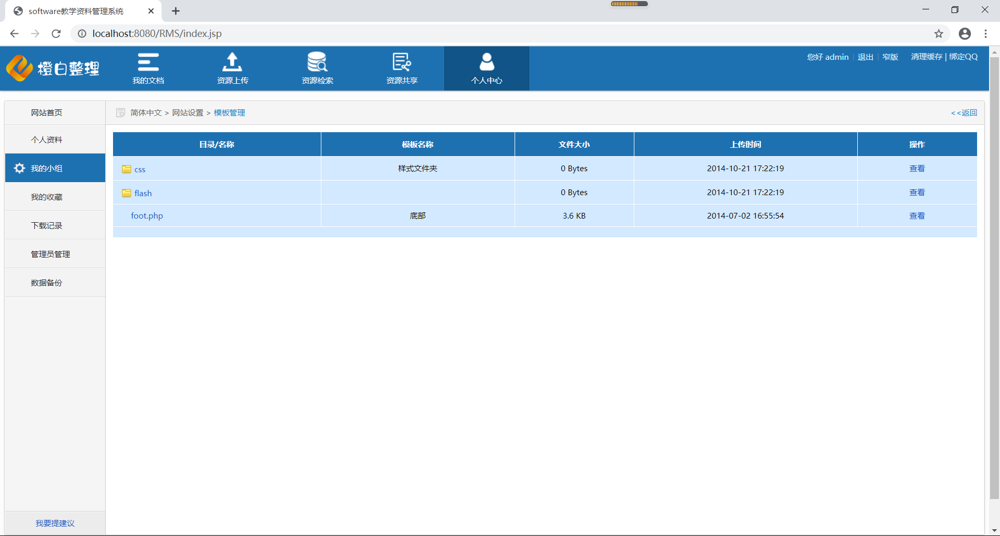 software教学资料管理系统
localhost:8080/RMS/index.jsp
橙白整理
我的文档
资源上传
资源检索
资源共享
个人中心
您好 admin 退出 窄版 清理缓存 | 绑定QQ
网站首页
个人资料
我的小组
我的收藏
下载记录
管理员管理
数据备份
我要提建议
简体中文 > 网站设置 > 模板管理
<<返回
目录/名称 模板名称 文件大小 上传时间 操作
css 样式文件夹 0 Bytes 2014-10-21 17:22:19 查看
flash 0 Bytes 2014-10-21 17:22:19 查看
foot.php 底部 3.6 KB 2014-07-02 16:55:54 查看